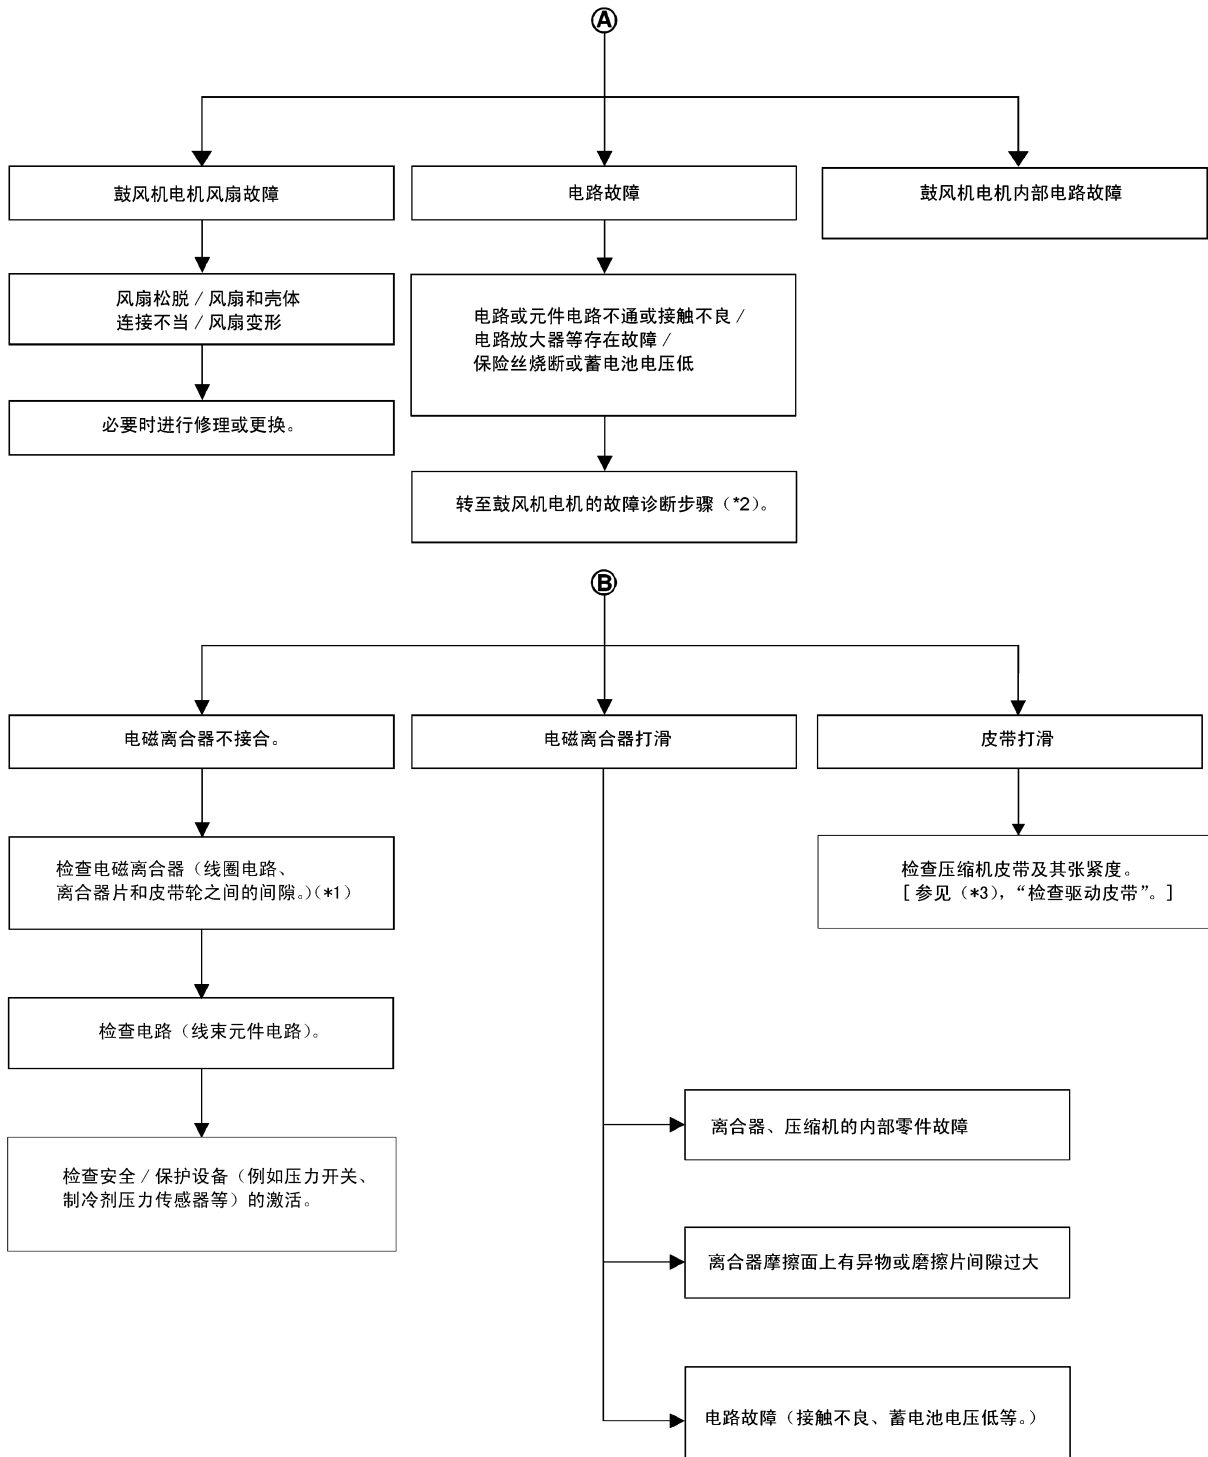 A
鼓风机电机风扇故障
电路故障
鼓风机电机内部电路故障
风扇松脱 / 风扇和壳体
连接不当 / 风扇变形
电路或元件电路不通或接触不良 /
电路放大器等存在故障 /
保险丝烧断或蓄电池电压低
必要时进行修理或更换。
转至鼓风机电机的故障诊断步骤（*2）。
B
电磁离合器不接合。
电磁离合器打滑
皮带打滑
检查电磁离合器（线圈电路、
离合器片和皮带轮之间的间隙。）（*1）
检查压缩机皮带及其张紧度。
[ 参见（*3），“检查驱动皮带”。]
检查电路（线束元件电路）。
检查安全 / 保护设备（例如压力开关、
制冷剂压力传感器等）的激活。
离合器、压缩机的内部零件故障
离合器摩擦面上有异物或磨擦片间隙过大
电路故障（接触不良、蓄电池电压低等。）